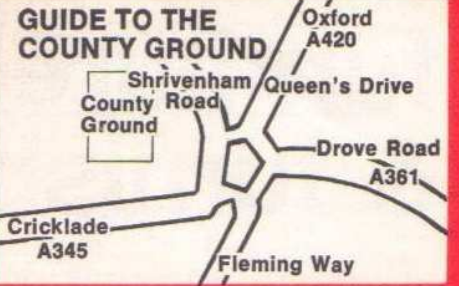 GUIDE TO THE
COUNTY GROUND
Oxford
A420
Shrivenham
Road
Queen's Drive
County
Ground
Drove Road
A361
Cricklade
A345
Fleming Way